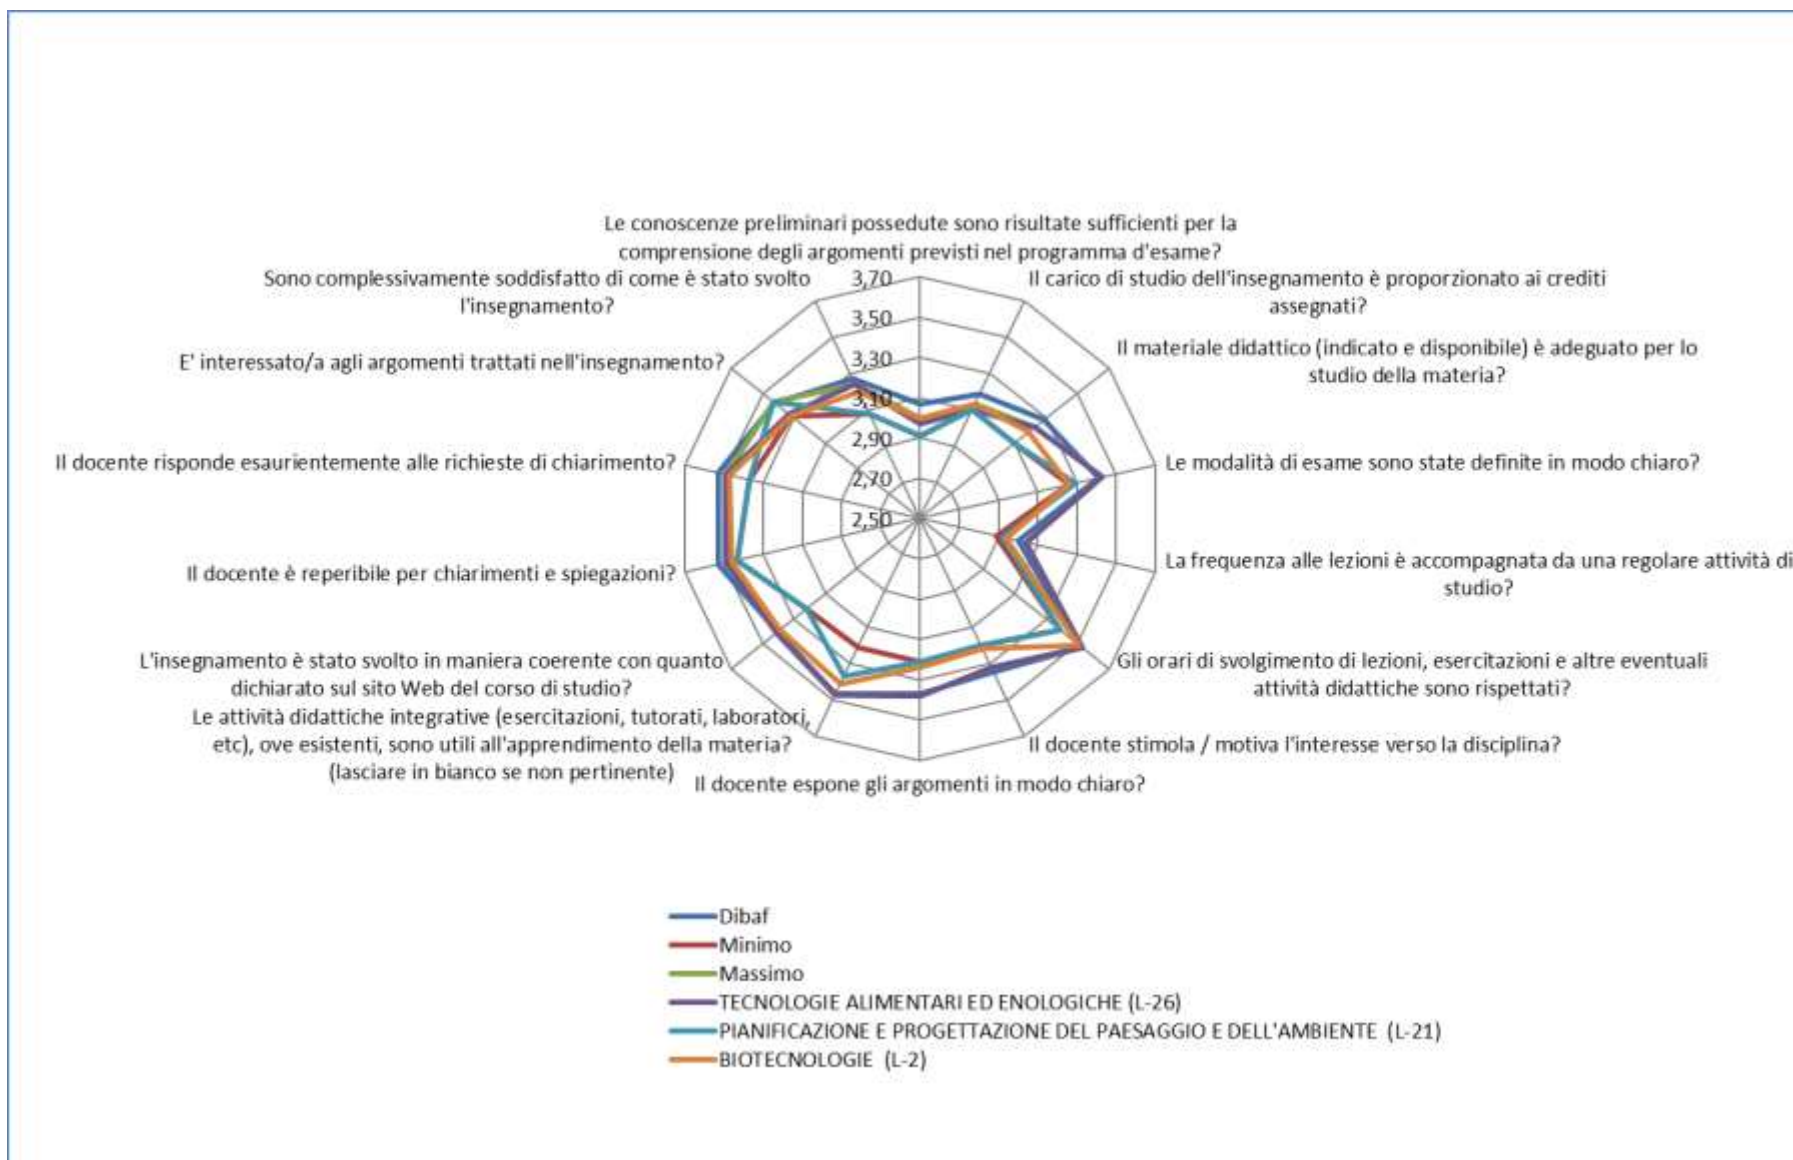 Le conoscenze preliminari possedute sono risultate sufficienti per la
comprensione degli argomenti previsti nel programma d'esame?
Sono complessivamente soddisfatto di come è stato svolto
l'insegnamento?
Il carico di studio dell'insegnamento è proporzionato ai crediti
assegnati?
E' interessato/a agli argomenti trattati nell'insegnamento?
Il materiale didattico (indicato e disponibile) è adeguato per lo
studio della materia?
Il docente risponde esaurientemente alle richieste di chiarimento?
Le modalità di esame sono state definite in modo chiaro?
Il docente è reperibile per chiarimenti e spiegazioni?
La frequenza alle lezioni è accompagnata da una regolare attività di
studio?
L'insegnamento è stato svolto in maniera coerente con quanto
dichiarato sul sito Web del corso di studio?
Gli orari di svolgimento di lezioni, esercitazioni e altre eventuali
attività didattiche sono rispettati?
Le attività didattiche integrative (esercitazioni, tutorati, laboratori,
etc), ove esistenti, sono utili all'apprendimento della materia?
(lasciare in bianco se non pertinente)
Il docente stimola / motiva l'interesse verso la disciplina?
Il docente espone gli argomenti in modo chiaro?
3,70
3,50
3,30
3,10
2,90
2,70
2,50
Dibaf
Minimo
Massimo
TECNOLOGIE ALIMENTARI ED ENOLOGICHE (L-26)
PIANIFICAZIONE E PROGETTAZIONE DEL PAESAGGIO E DELL'AMBIENTE (L-21)
BIOTECNOLOGIE (L-2)